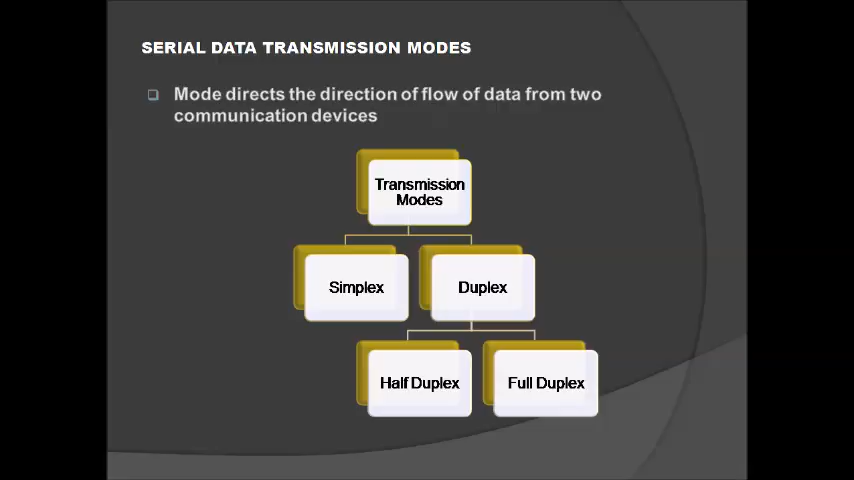 SERIAL DATA TRANSMISSION MODES
Mode directs the direction of flow of data from two
communication devices
Transmission
Modes
Simplex
Duplex
Half Duplex
Full Duplex